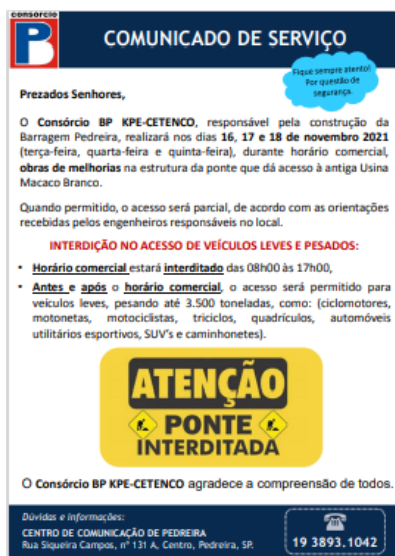 consórcio
PB
COMUNICADO DE SERVIÇO
Fique sempre atento!
Por questão de
segurança.
Prezados Senhores,
O Consórcio BP KPE-CETENCO, responsável pela construção da
Barragem Pedreira, realizará nos dias 16, 17 e 18 de novembro 2021
(terça-feira, quarta-feira e quinta-feira), durante horário comercial,
obras de melhorias na estrutura da ponte que dá acesso à antiga Usina
Macaco Branco.
Quando permitido, o acesso será parcial, de acordo com as orientações
recebidas pelos engenheiros responsáveis no local.
INTERDIÇÃO NO ACESSO DE VEÍCULOS LEVES E PESADOS:
• Horário comercial estará interditado das 08h00 às 17h00,
• Antes e após o horário comercial, o acesso será permitido para
veículos leves, pesando até 3.500 toneladas, como: (ciclomotores,
motonetas, motociclistas, triciclos, quadrículos, automóveis
utilitários esportivos, SUV's e caminhonetes).
ATENÇÃO
PONTE
INTERDITADA
O Consórcio BP KPE-CETENCO agradece a compreensão de todos.
Dúvidas e informações:
CENTRO DE COMUNICAÇÃO DE PEDREIRA
Rua Siqueira Campos, nº 131 A, Centro, Pedreira, SP.
19 3893.1042